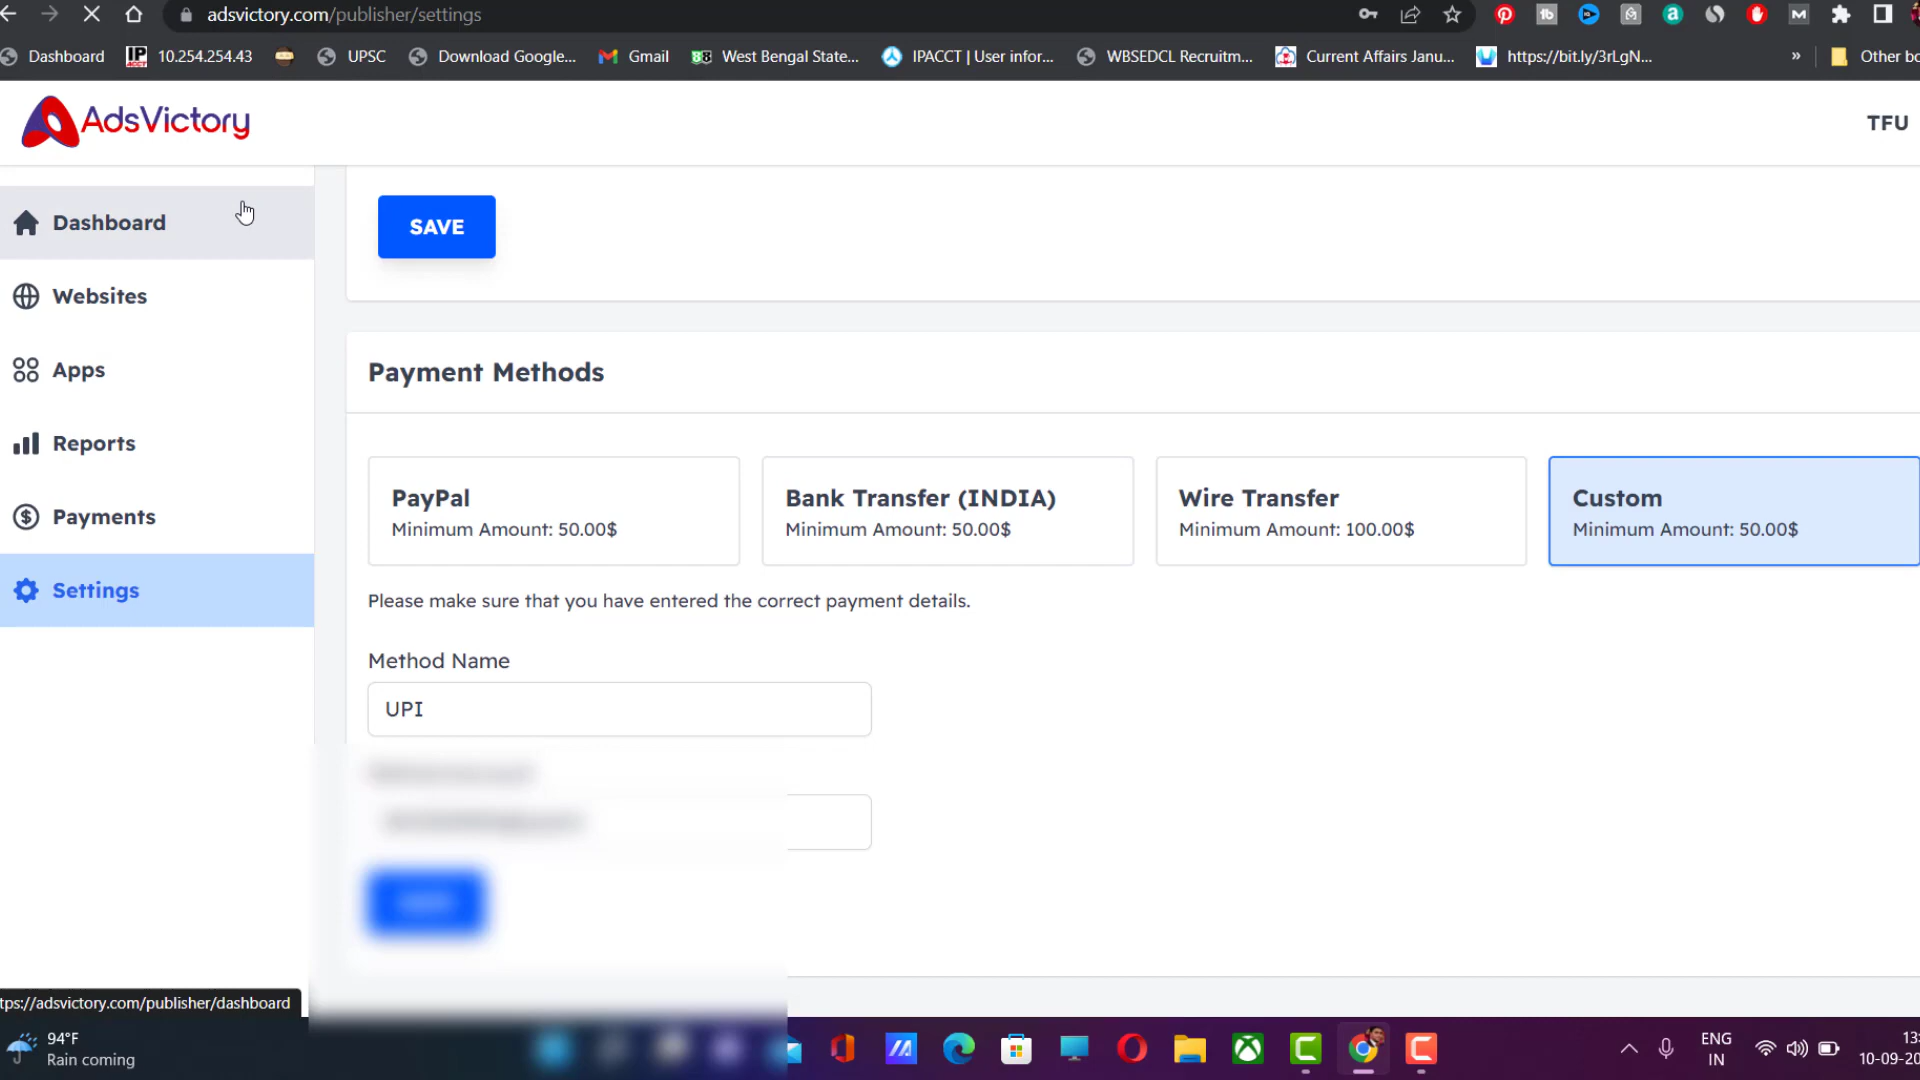 adsvictory.com/publisher/settings
Dashboard
10.254.254.43
UPSC
Download Google...
Gmail
West Bengal State...
IPACCT | User infor...
WBSEDCL Recruitm...
Current Affairs Janu...
https://bit.ly/3rLgN...
»
Other bo
AdsVictory
TFU
Dashboard
Websites
Apps
Reports
Payments
Settings
SAVE
Payment Methods
PayPal
Minimum Amount: 50.00$
Bank Transfer (INDIA)
Minimum Amount: 50.00$
Wire Transfer
Minimum Amount: 100.00$
Custom
Minimum Amount: 50.00$
Please make sure that you have entered the correct payment details.
Method Name
UPI
tps://adsvictory.com/publisher/dashboard
94°F
Rain coming
ENG
IN
13:
10-09-20